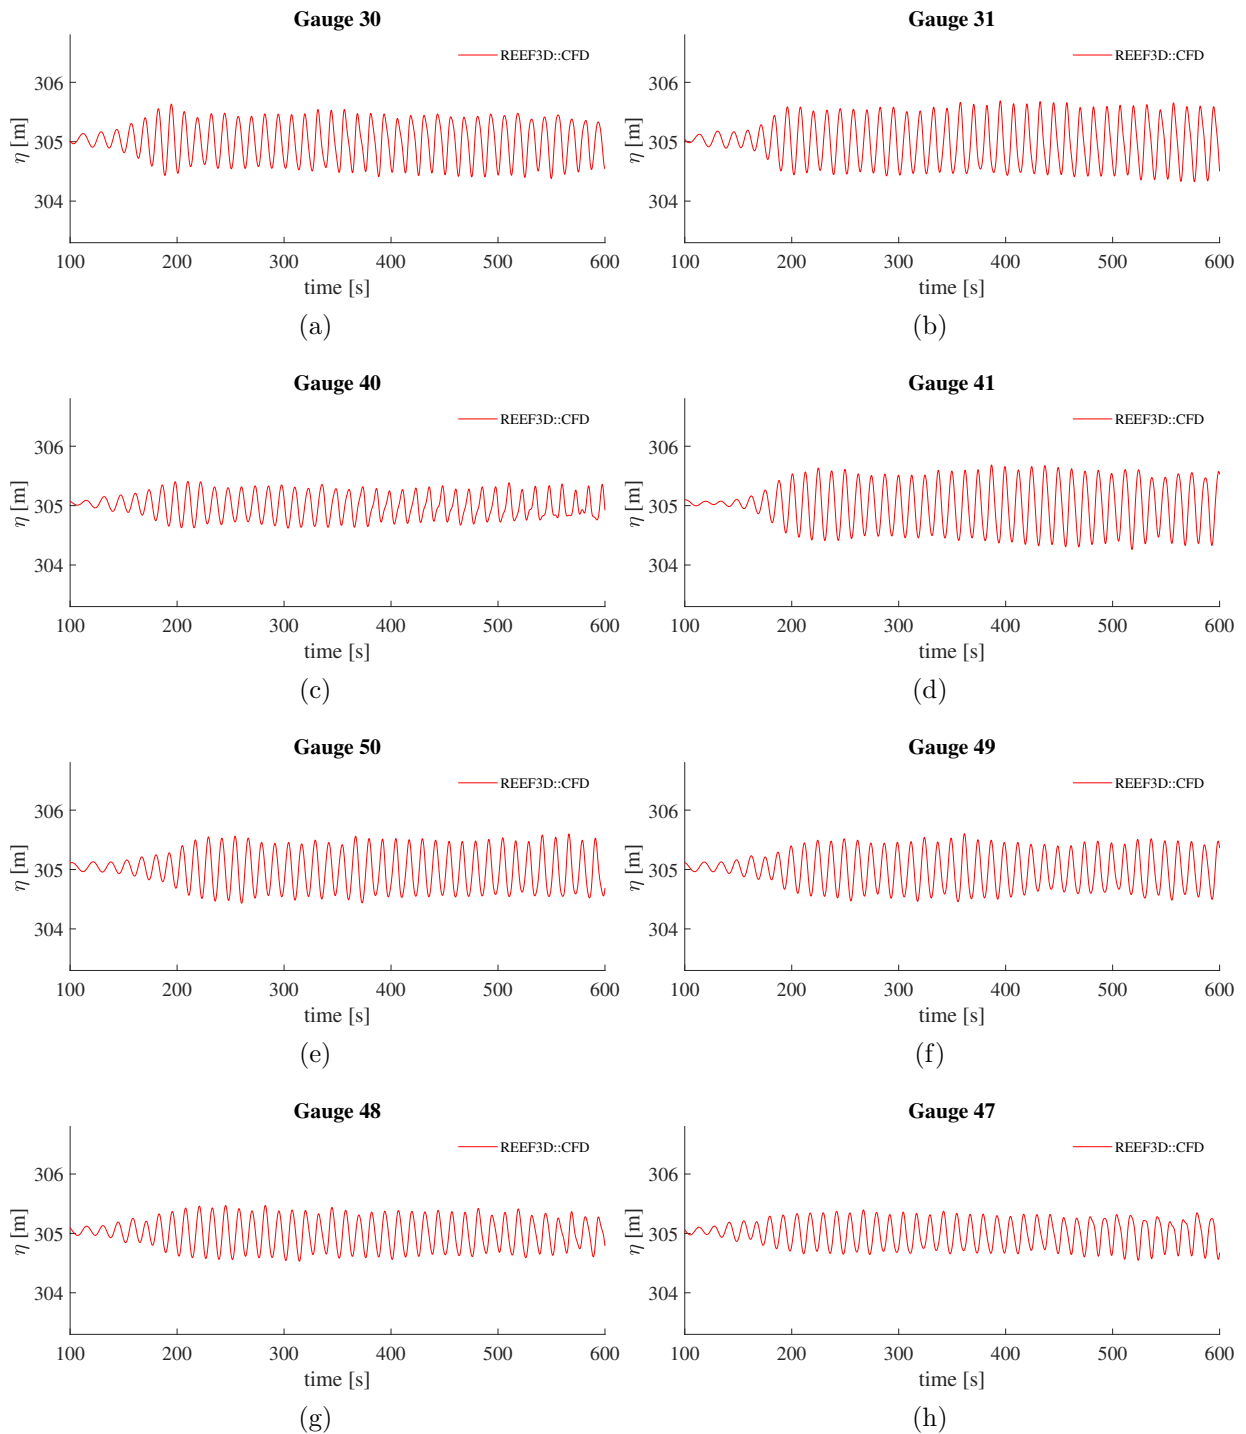 Gauge 30
REEF3D::CFD
η [m]
306
305
304
100 200 300 400 500 600
time [s]
(a)
Gauge 31
REEF3D::CFD
η [m]
306
305
304
100 200 300 400 500 600
time [s]
(b)
Gauge 40
REEF3D::CFD
η [m]
306
305
304
100 200 300 400 500 600
time [s]
(c)
Gauge 41
REEF3D::CFD
η [m]
306
305
304
100 200 300 400 500 600
time [s]
(d)
Gauge 50
REEF3D::CFD
η [m]
306
305
304
100 200 300 400 500 600
time [s]
(e)
Gauge 49
REEF3D::CFD
η [m]
306
305
304
100 200 300 400 500 600
time [s]
(f)
Gauge 48
REEF3D::CFD
η [m]
306
305
304
100 200 300 400 500 600
time [s]
(g)
Gauge 47
REEF3D::CFD
η [m]
306
305
304
100 200 300 400 500 600
time [s]
(h)